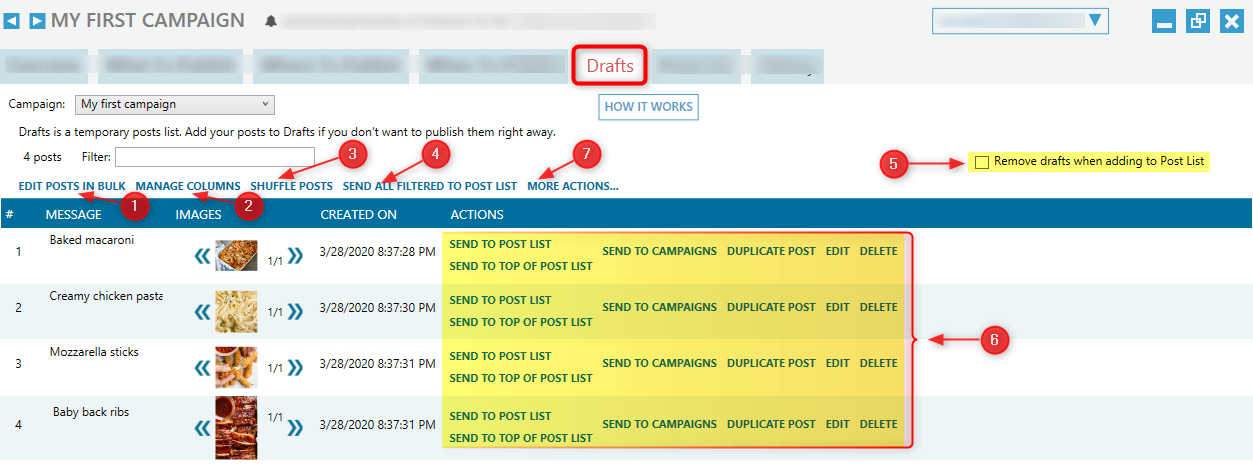 MY FIRST CAMPAIGN
Drafts
Campaign: My first campaign
HOW IT WORKS
Drafts is a temporary posts list. Add your posts to Drafts if you don't want to publish them right away.
4 posts Filter:
3
4
7
5
Remove drafts when adding to Post List
EDIT POSTS IN BULK MANAGE COLUMNS SHUFFLE POSTS SEND ALL FILTERED TO POST LIST MORE ACTIONS...
1
2
# MESSAGE IMAGES CREATED ON ACTIONS
1 Baked macaroni 1/1 3/28/2020 8:37:28 PM SEND TO POST LIST SEND TO TOP OF POST LIST SEND TO CAMPAIGNS DUPLICATE POST EDIT DELETE
2 Creamy chicken pasta 1/1 3/28/2020 8:37:30 PM SEND TO POST LIST SEND TO TOP OF POST LIST SEND TO CAMPAIGNS DUPLICATE POST EDIT DELETE
3 Mozzarella sticks 1/1 3/28/2020 8:37:31 PM SEND TO POST LIST SEND TO TOP OF POST LIST SEND TO CAMPAIGNS DUPLICATE POST EDIT DELETE
6
4 Baby back ribs 1/1 3/28/2020 8:37:31 PM SEND TO POST LIST SEND TO TOP OF POST LIST SEND TO CAMPAIGNS DUPLICATE POST EDIT DELETE